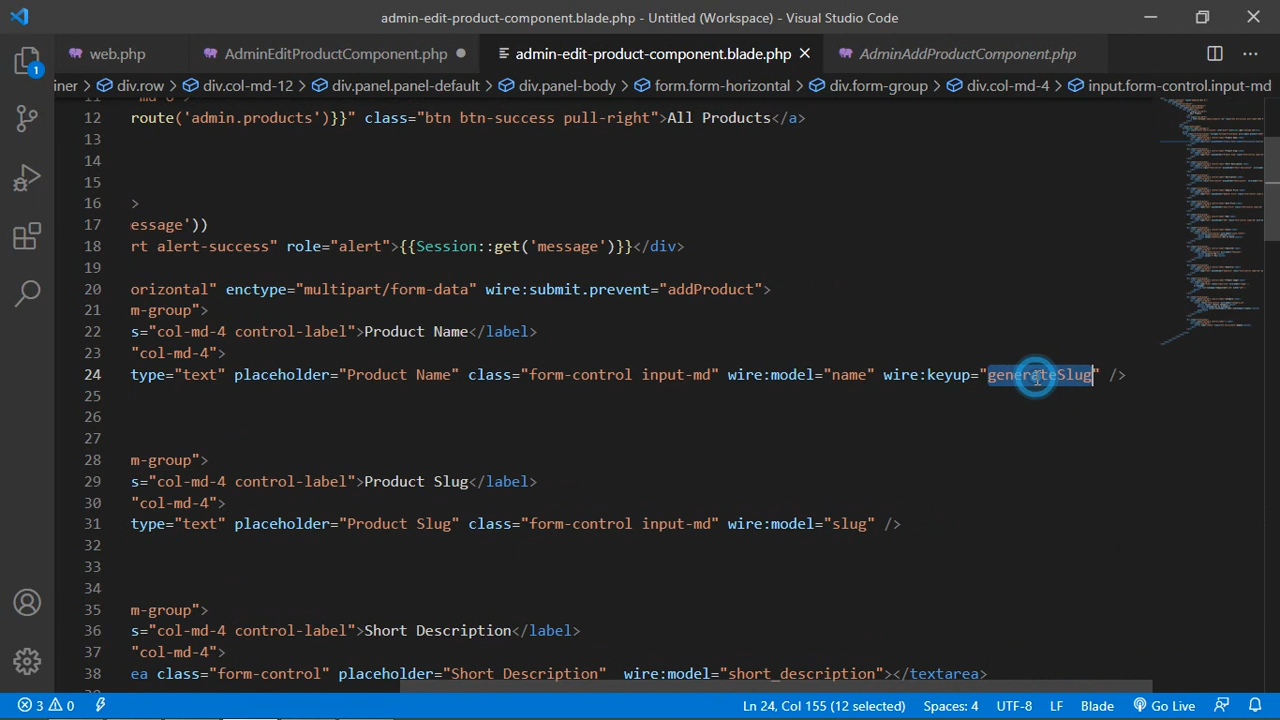 admin-edit-product-component.blade.php - Untitled (Workspace) - Visual Studio Code
web.php AdminEditProductComponent.php admin-edit-product-component.blade.php AdminAddProductComponent.php
iner > div.row > div.col-md-12 > div.panel.panel-default > div.panel-body > form.form-horizontal > div.form-group > div.col-md-4 > input.form-control.input-md
11 -md-6">
12 route('admin.products')}}" class="btn btn-success pull-right">All Products</a>
13
14
15
16 >
17 essage'))
18 rt alert-success" role="alert">{{Session::get('message')}}</div>
19
20 orizontal" enctype="multipart/form-data" wire:submit.prevent="addProduct">
21 m-group">
22 s="col-md-4 control-label">Product Name</label>
23 "col-md-4">
24 type="text" placeholder="Product Name" class="form-control input-md" wire:model="name" wire:keyup="generateSlug" />
25
26
27
28 m-group">
29 s="col-md-4 control-label">Product Slug</label>
30 "col-md-4">
31 type="text" placeholder="Product Slug" class="form-control input-md" wire:model="slug" />
32
33
34
35 m-group">
36 s="col-md-4 control-label">Short Description</label>
37 "col-md-4">
38 ea class="form-control" placeholder="Short Description"  wire:model="short_description"></textarea>
39
1
3 0 Ln 24, Col 155 (12 selected) Spaces: 4 UTF-8 LF Blade Go Live